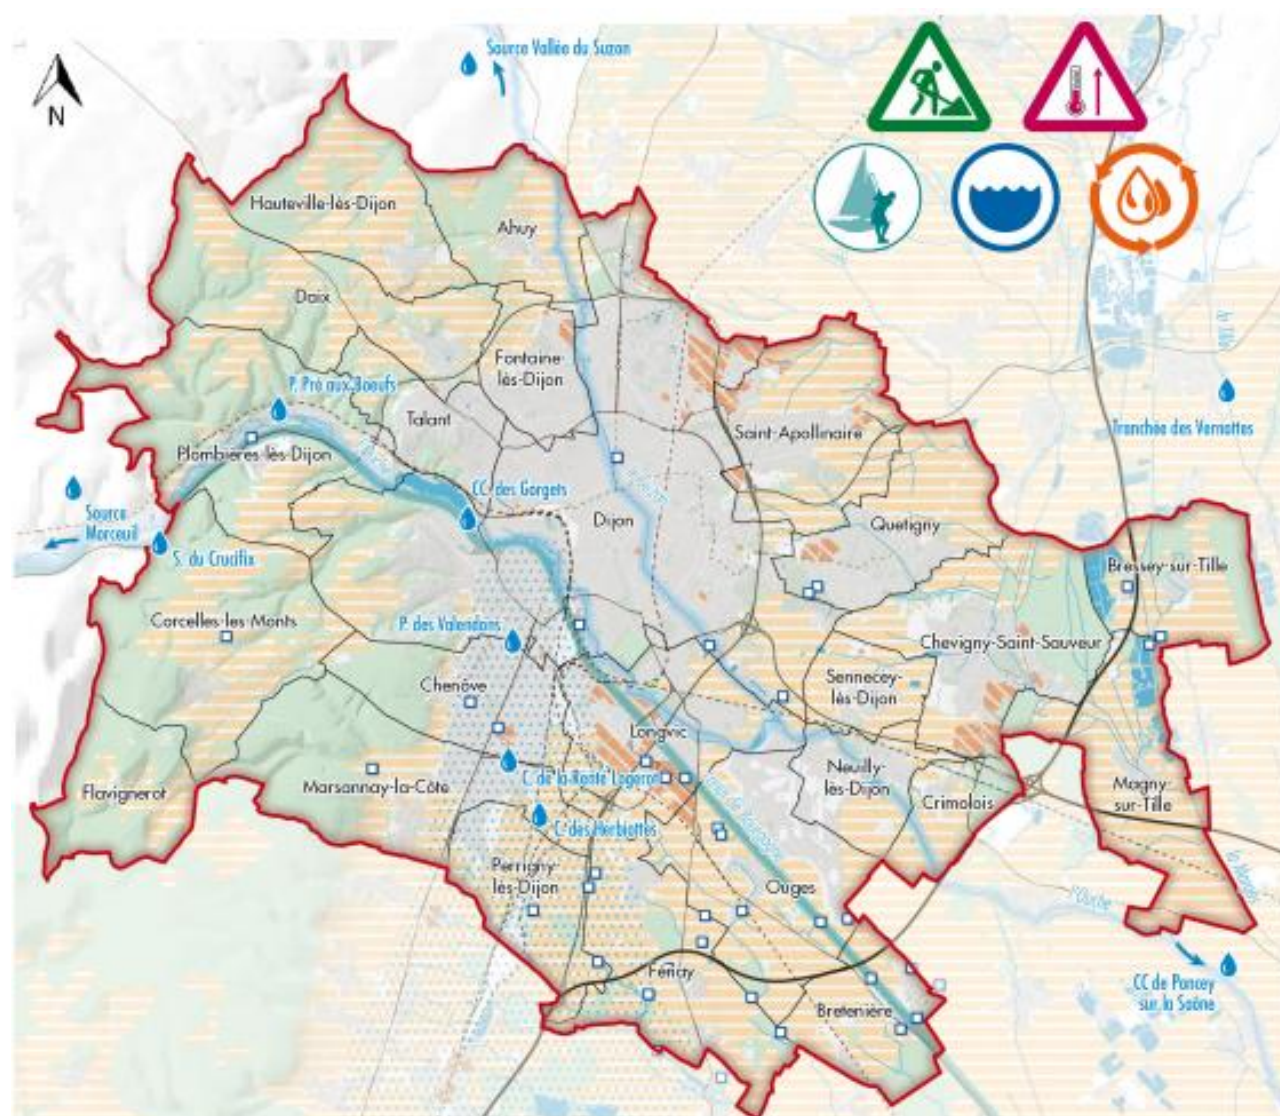 Source Vallée du Suzon
N
Hauteville-lès-Dijon
Ahuy
Daix
Fontaine-
lès-Dijon
P. Pré aux Boeufs
Talant
Saint-Apollinaire
la Tille
Tranchée des Vernottes
Plombières-lès-Dijon
CC. des Gorgets
Source
Morceuil
Dijon
Quetigny
S. du Crucifix
Bressey-sur-Tille
Corcelles-les-Monts
P. des Valendons
Chevigny-Saint-Sauveur
Chenôve
Sennecey-
lès-Dijon
Longvic
Flavignerot
Marsannay-la-Côte
C. de la Rente Logerot
Neuilly-
lès-Dijon
Crimolois
Magny-
sur-Tille
C. des Herbiottes
Perrigny-
lès-Dijon
Ouges
l'Ouche
Fénay
CC de Poncey
sur la Saône
Bretenière